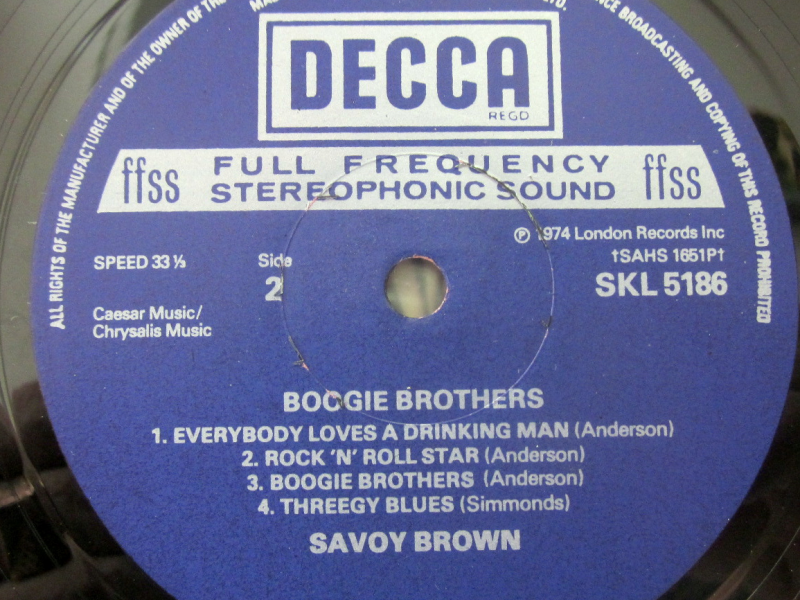 ALL RIGHTS OF THE MANUFACTURER AND OF THE OWNER OF THE
BROADCASTING AND COPYING OF THIS RECORD PROHIBITED
DECCA
REGD
ffss
FULL FREQUENCY
STEREOPHONIC SOUND
ffss
℗ 1974 London Records Inc
SPEED 33 ⅓
Side
2
†SAHS 1651P†
SKL 5186
Caesar Music/
Chrysalis Music
BOOGIE BROTHERS
1. EVERYBODY LOVES A DRINKING MAN (Anderson)
2. ROCK 'N' ROLL STAR (Anderson)
3. BOOGIE BROTHERS (Anderson)
4. THREEGY BLUES (Simmonds)
SAVOY BROWN